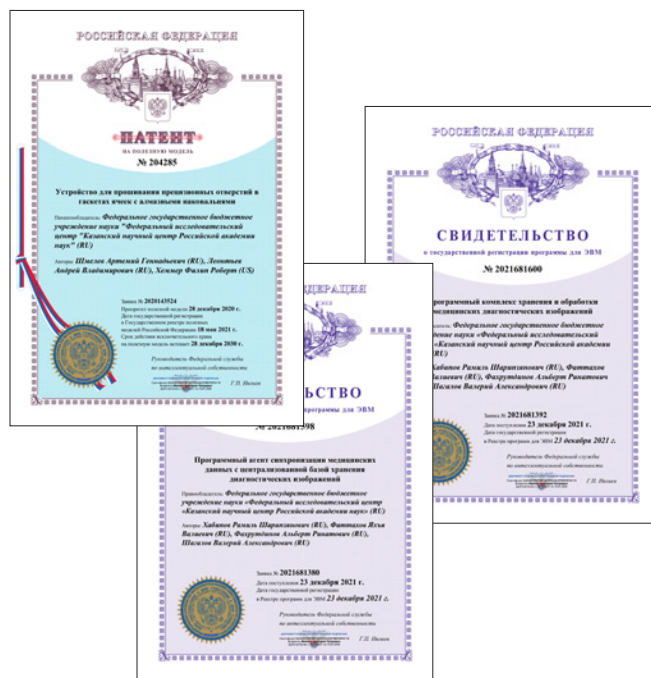 РОССИЙСКАЯ ФЕДЕРАЦИЯ
ПАТЕНТ
НА ПОЛЕЗНУЮ МОДЕЛЬ
№ 204285
Устройство для прошивания прецизионных отверстий в
гаскетах ячеек с алмазными наковальнями
Правообладатель: Федеральное государственное бюджетное
учреждение науки "Федеральный исследовательский
центр "Казанский научный центр Российской академии
наук" (RU)
Авторы: Шмелев Артемий Геннадьевич (RU), Леонтьев
Андрей Владимирович (RU), Хеммер Филип Роберт (US)
Заявка № 2020143524
Приоритет полезной модели 28 декабря 2020 г.
Дата государственной регистрации
в Государственном реестре полезных
моделей Российской Федерации 18 мая 2021 г.
Срок действия исключительного права
на полезную модель истекает 28 декабря 2030 г.
Руководитель Федеральной службы
по интеллектуальной собственности
Г.П. Ивлиев
РОССИЙСКАЯ ФЕДЕРАЦИЯ
СВИДЕТЕЛЬСТВО
о государственной регистрации программы для ЭВМ
№ 2021681600
программный комплекс хранения и обработки
медицинских диагностических изображений
Федеральное государственное бюджетное
дение науки «Федеральный исследовательский
«Казанский научный центр Российской академии
(RU)
Хабипов Рамиль Шарипзянович (RU), Фаттахов
Вазиевич (RU), Фахрутдинов Альберт Ринатович
Шагалов Валерий Александрович (RU)
Заявка № 2021681392
Дата поступления 23 декабря 2021 г.
Дата государственной регистрации
в Реестре программ для ЭВМ 23 декабря 2021 г.
Руководитель Федеральной службы
по интеллектуальной собственности
Г.П. Ивлиев
ЕДЕРАЦИЯ
ЬСТВО
программы для ЭВМ
Программный агент синхронизации медицинских
данных с централизованной базой хранения
диагностических изображений
Правообладатель: Федеральное государственное бюджетное
учреждение науки «Федеральный исследовательский центр
«Казанский научный центр Российской академии наук» (RU)
Авторы: Хабипов Рамиль Шарипзянович (RU), Фаттахов Яхъя
Вазиевич (RU), Фахрутдинов Альберт Ринатович (RU),
Шагалов Валерий Александрович (RU)
Заявка № 2021681380
Дата поступления 23 декабря 2021 г.
Дата государственной регистрации
в Реестре программ для ЭВМ 23 декабря 2021 г.
Руководитель Федеральной службы
по интеллектуальной собственности
Г.П. Ивлиев